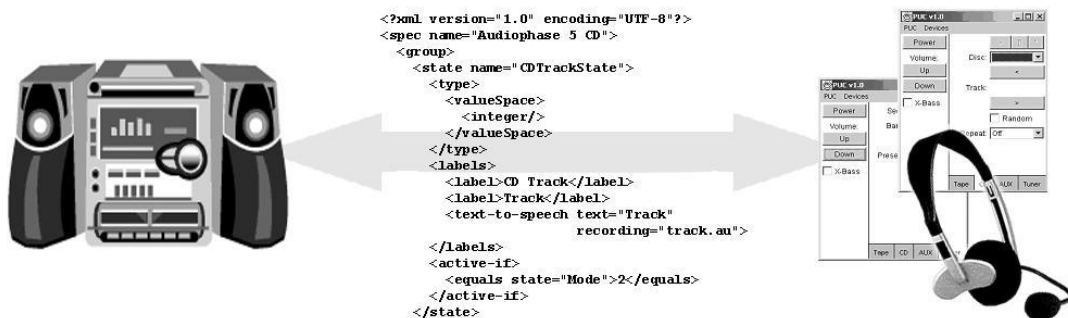 <?xml version="1.0" encoding="UTF-8"?>
<spec name="Audiophase 5 CD">
<group>
<state name="CDTrackState">
<type>
<valueSpace>
<integer/>
</valueSpace>
</type>
<labels>
<label>CD Track</label>
<label>Track</label>
<text-to-speech text="Track"
recording="track.au">
</labels>
<active-if>
<equals state="Mode">2</equals>
</active-if>
</state>
PUC v1.0
PUC Devices
Power
Volume:
Up
Down
X-Bass
Disc:
<
Track:
>
Random
Repeat: Off
Tape AUX Tuner
PUC v1.0
PUC Devices
Power
Volume:
Up
Down
X-Bass
Tape CD AUX